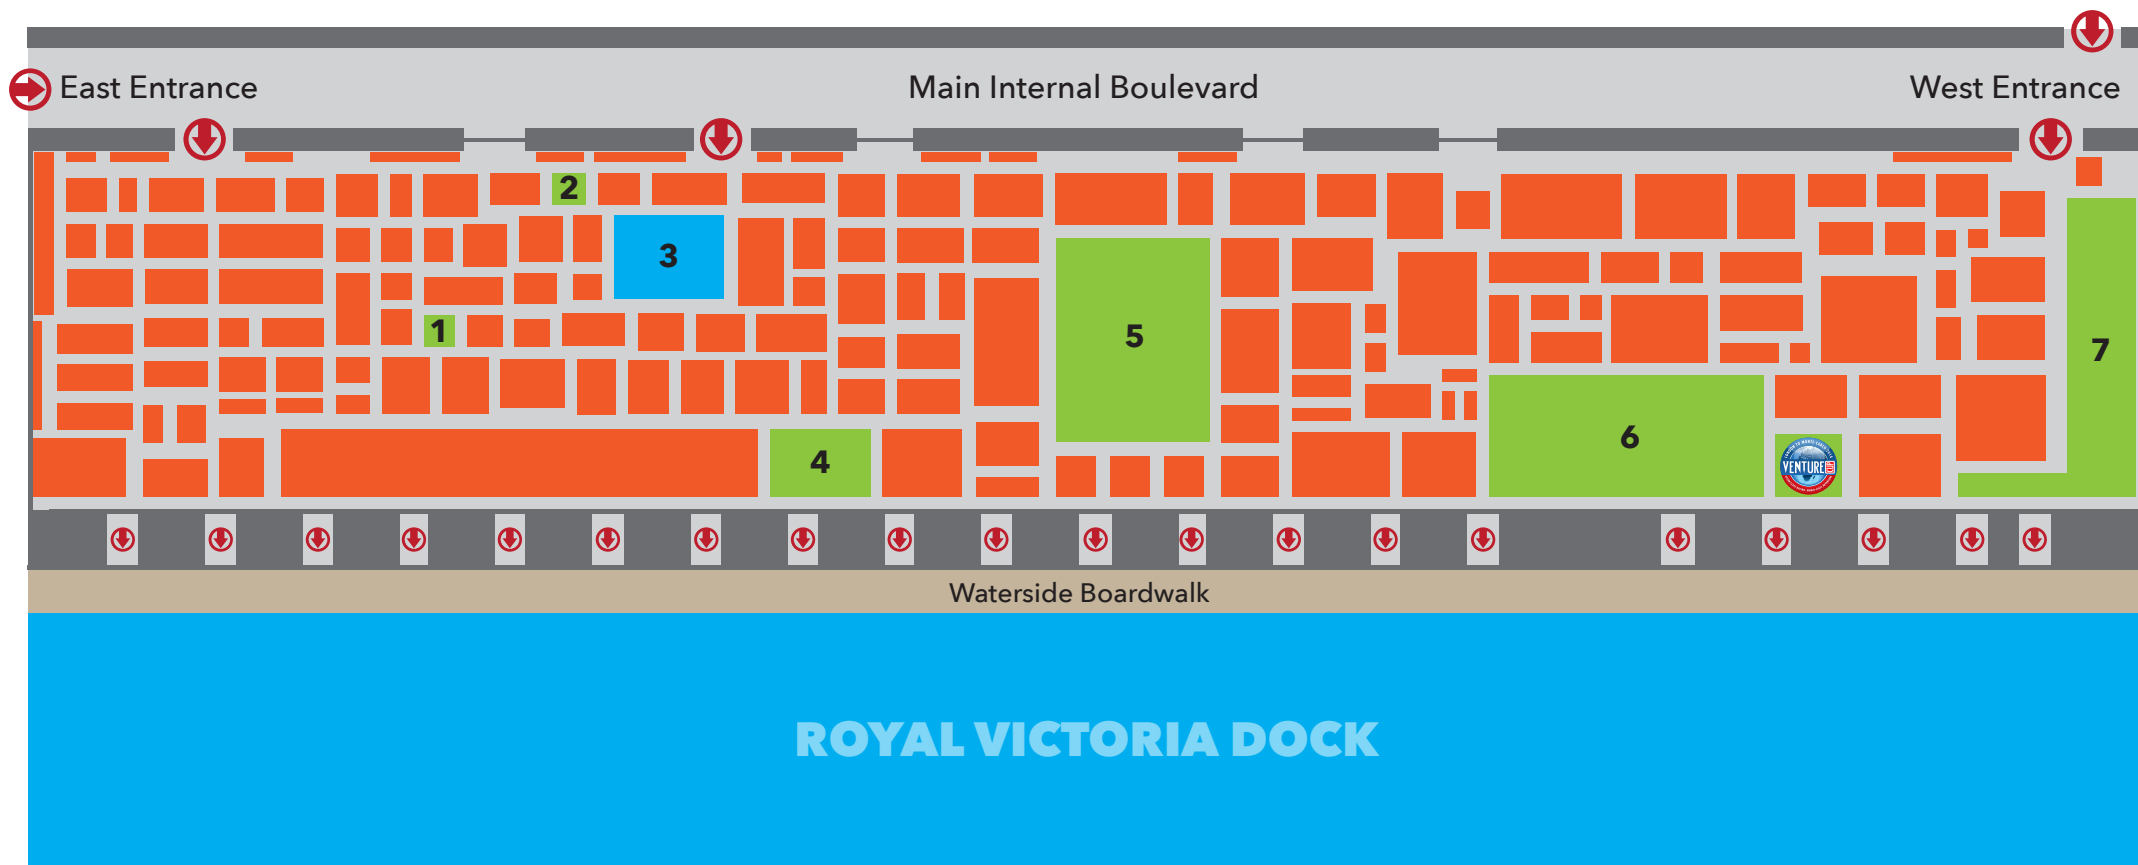 East Entrance
Main Internal Boulevard
West Entrance
2
3
1
5
7
6
4
VENTURE
Waterside Boardwalk
ROYAL VICTORIA DOCK